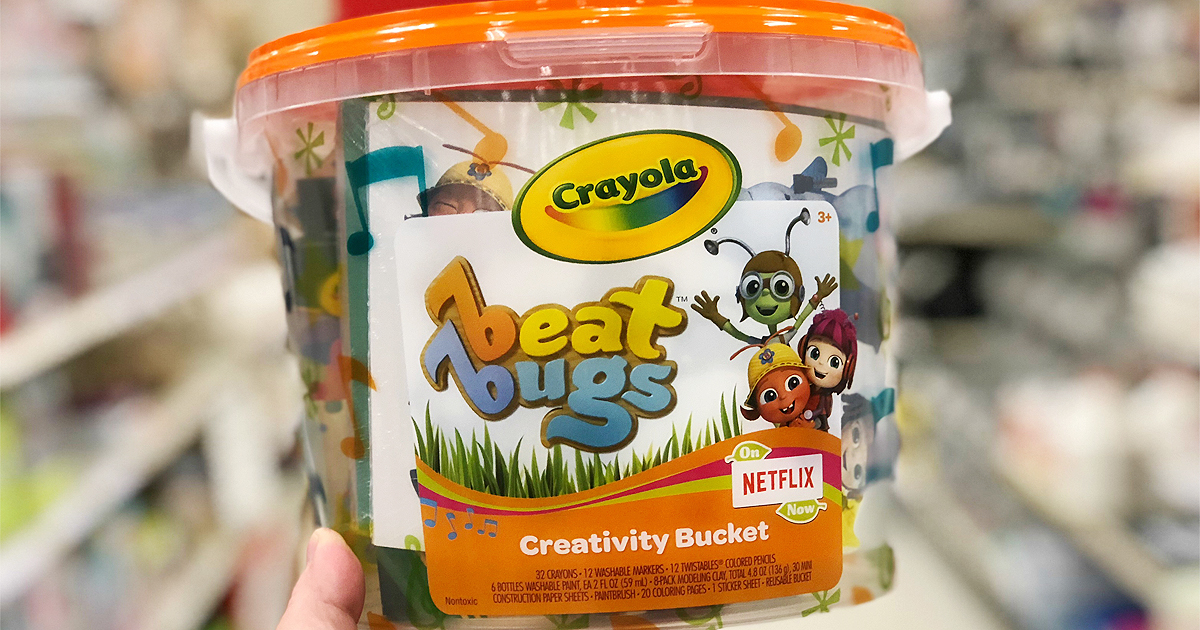 Crayola
®
3+
beat
bugs
™
On
NETFLIX
Now
Creativity Bucket
32 CRAYONS • 12 WASHABLE MARKERS • 12 TWISTABLES® COLORED PENCILS
6 BOTTLES WASHABLE PAINT, EA 2 FL OZ (59 mL) • 8-PACK MODELING CLAY, TOTAL 4.8 OZ (136 g), 30 MINI
CONSTRUCTION PAPER SHEETS • PAINTBRUSH • 20 COLORING PAGES • 1 STICKER SHEET • REUSABLE BUCKET
Nontoxic